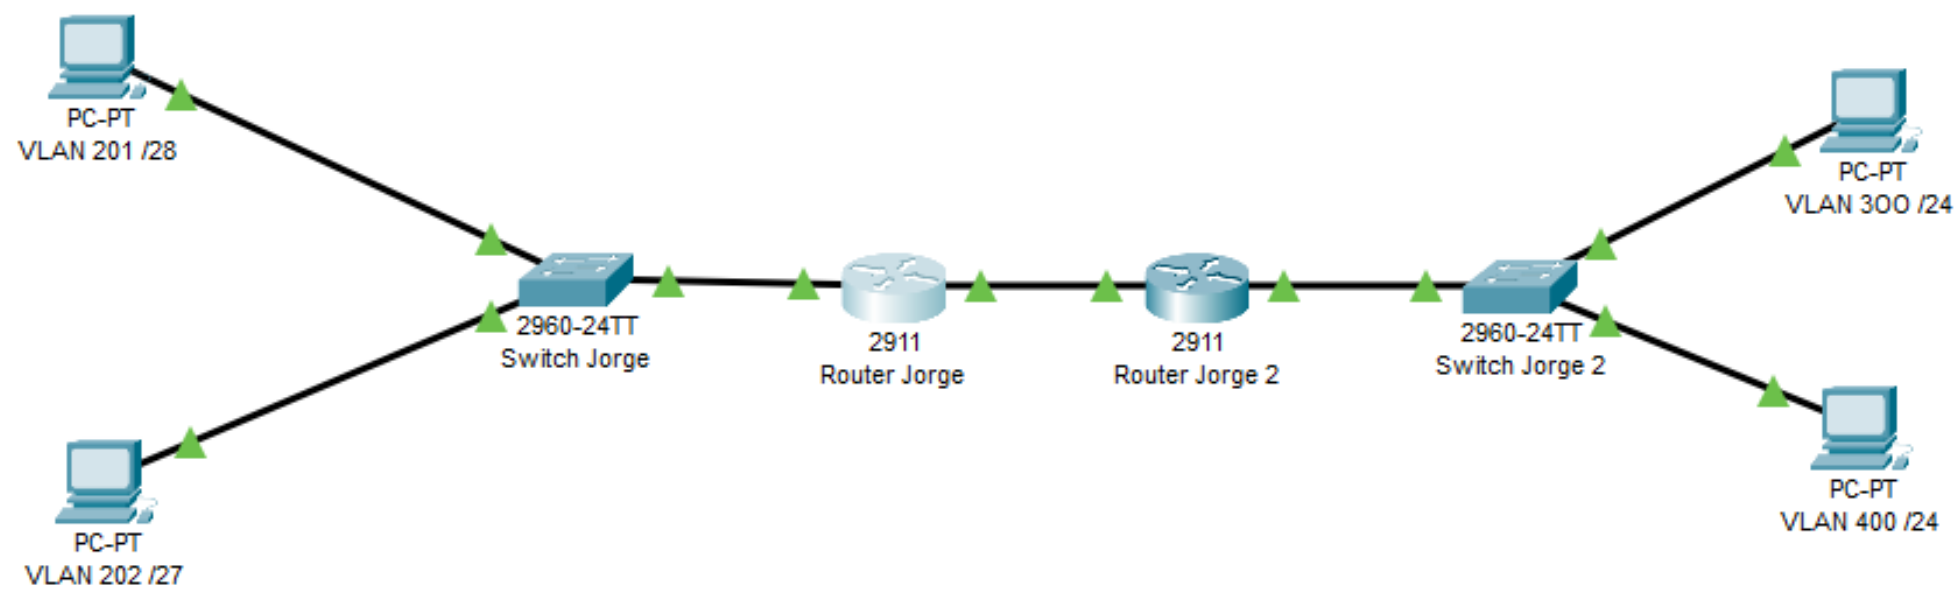 PC-PT
VLAN 201 /28
PC-PT
VLAN 202 /27
2960-24TT
Switch Jorge
2911
Router Jorge
2911
Router Jorge 2
2960-24TT
Switch Jorge 2
PC-PT
VLAN 3OO /24
PC-PT
VLAN 400 /24